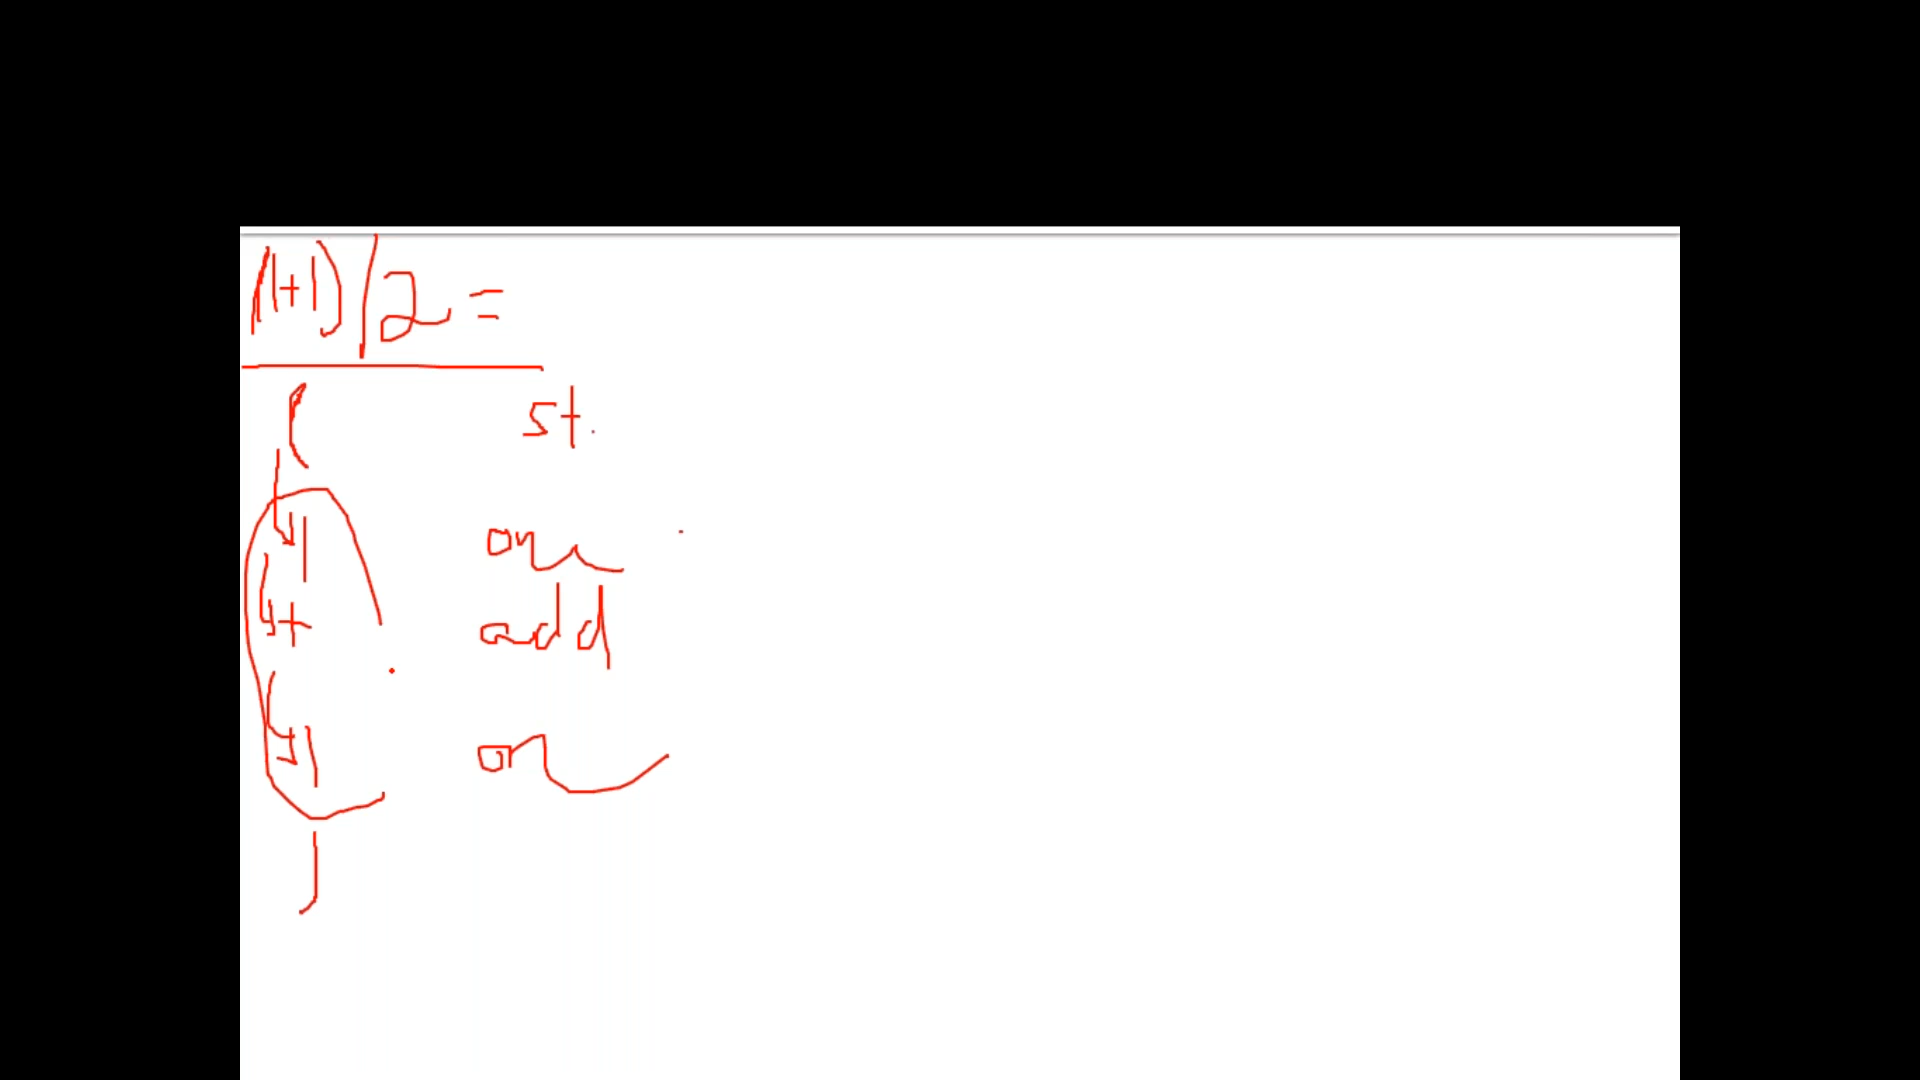 (1+1)/2=
( st.
1 one
+ add
1 one
)